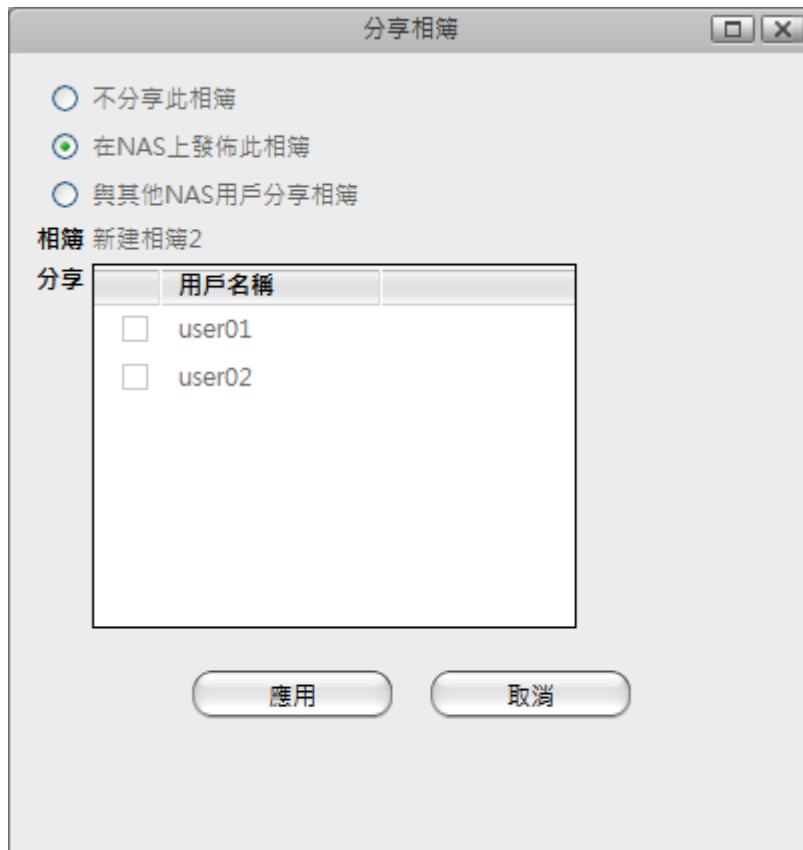 分享相簿
不分享此相簿
在NAS上發佈此相簿
與其他NAS用戶分享相簿
相簿 新建相簿2
分享
用戶名稱
user01
user02
應用 取消